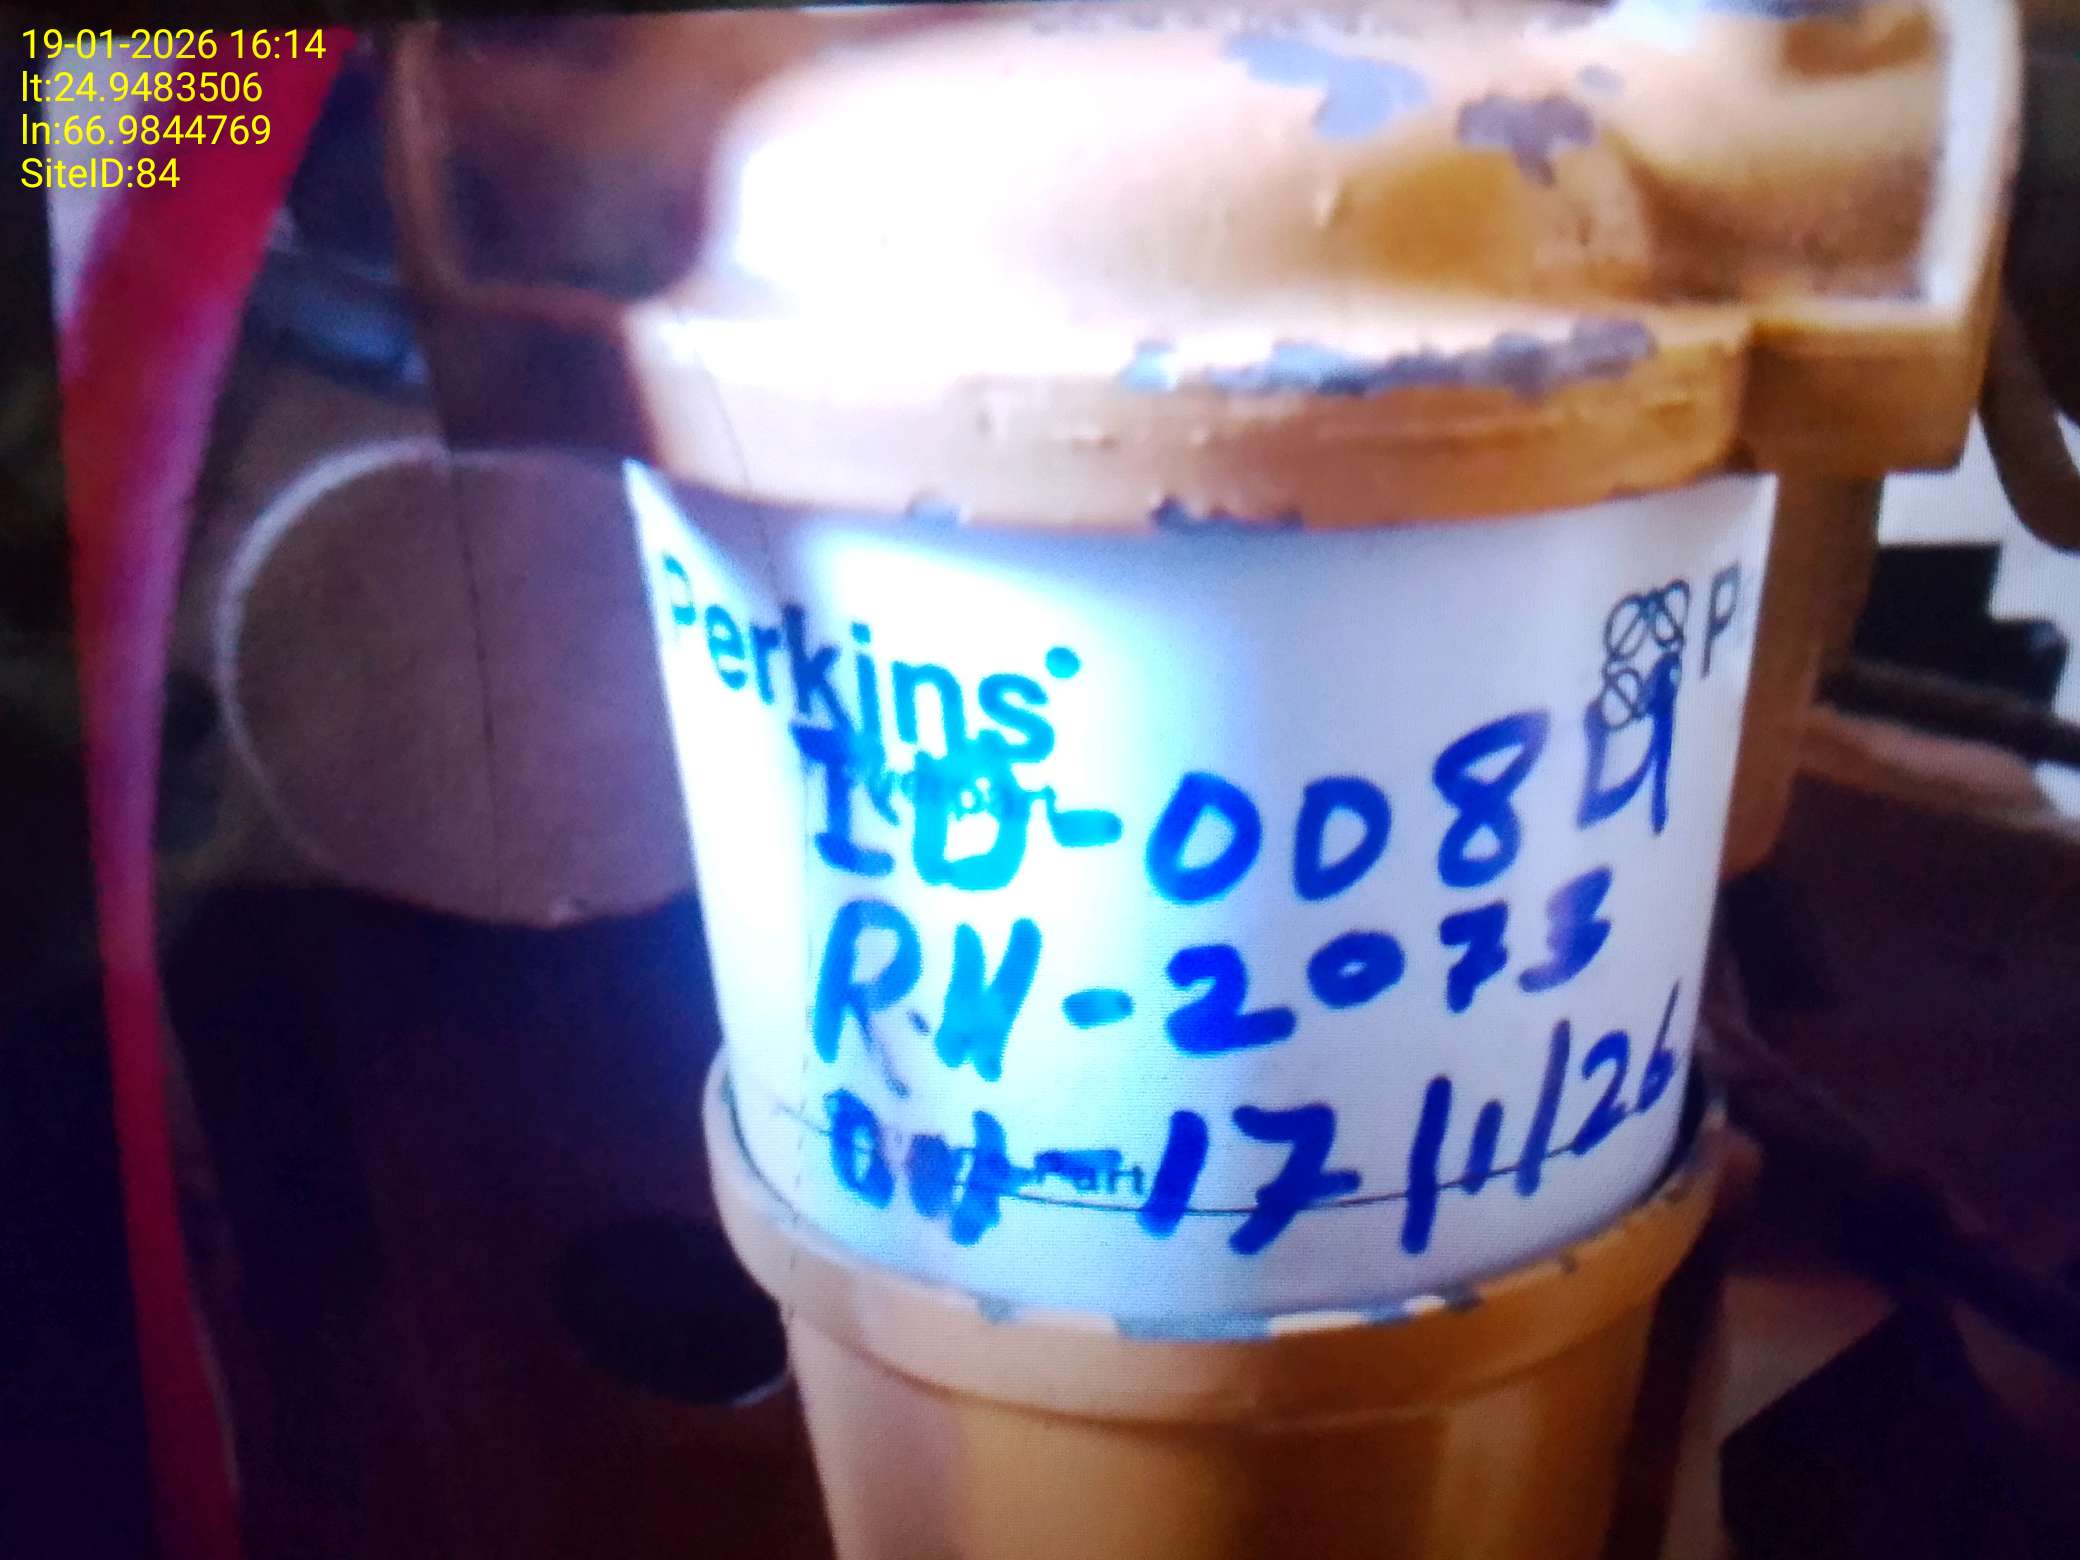 19-01-2026 16:14
lt:24.9483506
ln:66.9844769
SiteID:84
Perkins
P
ID-0084
RH-2073
-17/1/26
Part